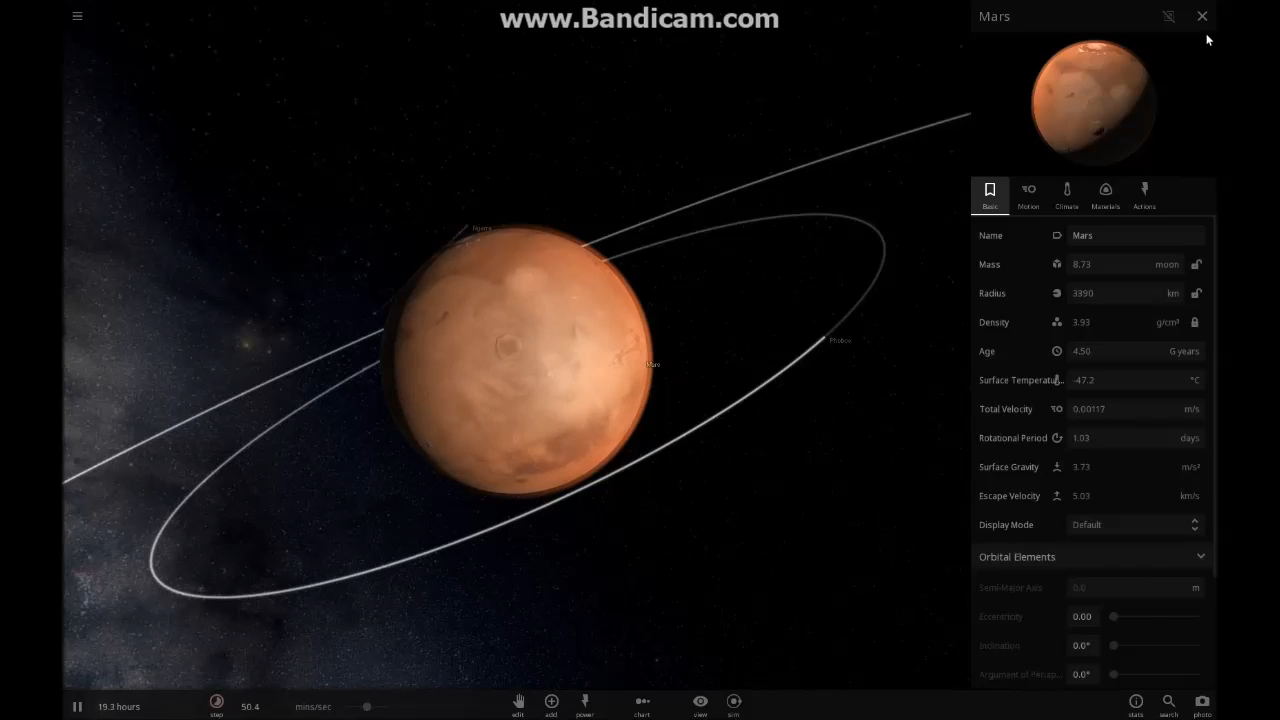 www.Bandicam.com
Mars
Basic Motion Climate Materials Actions
Name Mars
Mass 8.73 moon
Radius 3390 km
Density 3.93 g/cm³
Age 4.50 G years
Surface Temperatu... -47.2 °C
Total Velocity 0.00117 m/s
Rotational Period 1.03 days
Surface Gravity 3.73 m/s²
Escape Velocity 5.03 km/s
Display Mode Default
Orbital Elements
Semi-Major Axis 0.0 m
Eccentricity 0.00
Inclination 0.0°
Argument of Periap... 0.0°
Phobos
Mars
19.3 hours step 50.4 mins/sec edit add power chart view sim stats search photo